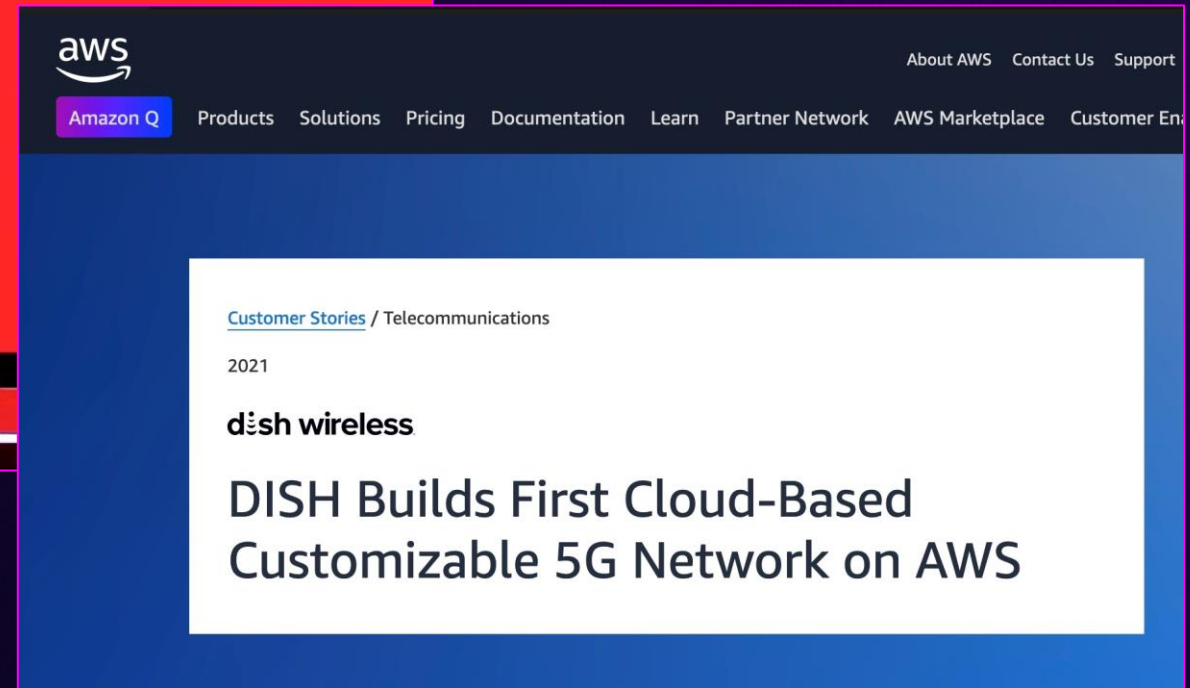 aws
About AWS Contact Us Support
Amazon Q Products Solutions Pricing Documentation Learn Partner Network AWS Marketplace Customer Ena
Customer Stories / Telecommunications
2021
dish wireless
DISH Builds First Cloud-Based
Customizable 5G Network on AWS